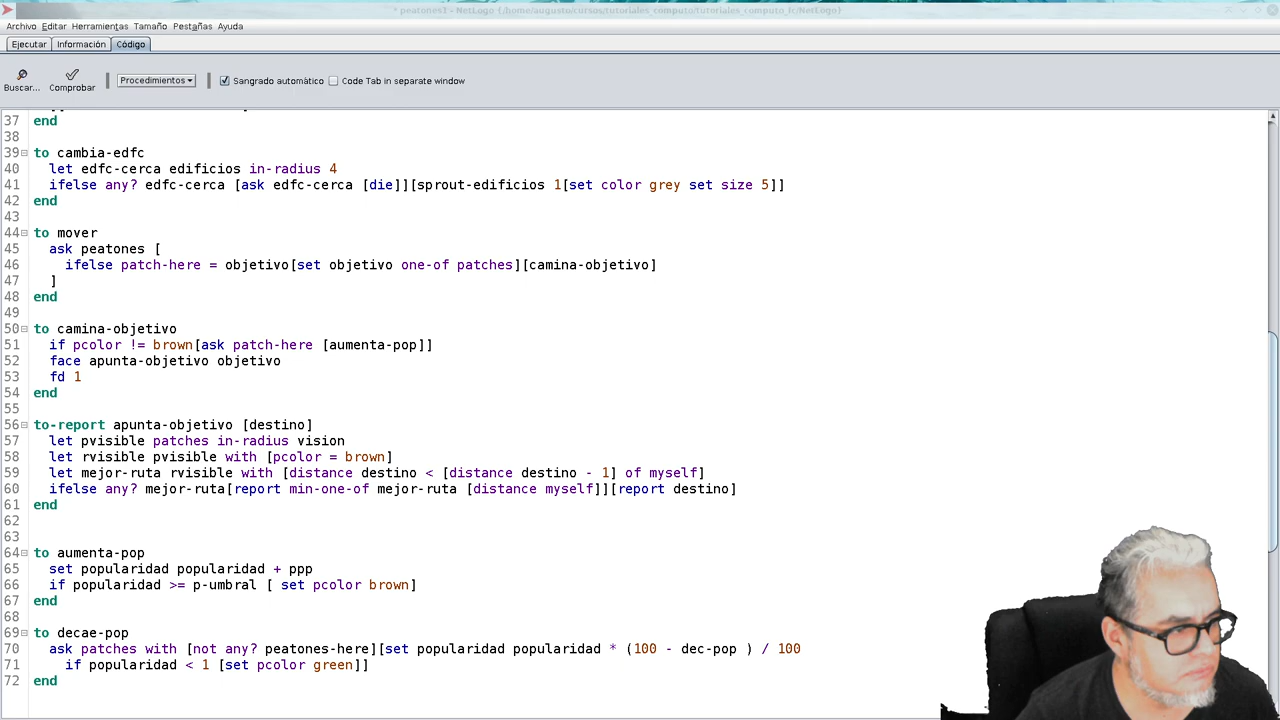 * peatones1 - NetLogo {/home/augusto/cursos/tutoriales_computo/tutoriales_computo_lc/NetLogo}
Archivo Editar Herramientas Tamaño Pestañas Ayuda
Ejecutar Información Código
Buscar... Comprobar Procedimientos Sangrado automático Code Tab in separate window
37 end
38
39 to cambia-edfc
40 let edfc-cerca edificios in-radius 4
41 ifelse any? edfc-cerca [ask edfc-cerca [die]][sprout-edificios 1[set color grey set size 5]]
42 end
43
44 to mover
45 ask peatones [
46 ifelse patch-here = objetivo[set objetivo one-of patches][camina-objetivo]
47 ]
48 end
49
50 to camina-objetivo
51 if pcolor != brown[ask patch-here [aumenta-pop]]
52 face apunta-objetivo objetivo
53 fd 1
54 end
55
56 to-report apunta-objetivo [destino]
57 let pvisible patches in-radius vision
58 let rvisible pvisible with [pcolor = brown]
59 let mejor-ruta rvisible with [distance destino < [distance destino - 1] of myself]
60 ifelse any? mejor-ruta[report min-one-of mejor-ruta [distance myself]][report destino]
61 end
62
63
64 to aumenta-pop
65 set popularidad popularidad + ppp
66 if popularidad >= p-umbral [ set pcolor brown]
67 end
68
69 to decae-pop
70 ask patches with [not any? peatones-here][set popularidad popularidad * (100 - dec-pop ) / 100
71 if popularidad < 1 [set pcolor green]]
72 end